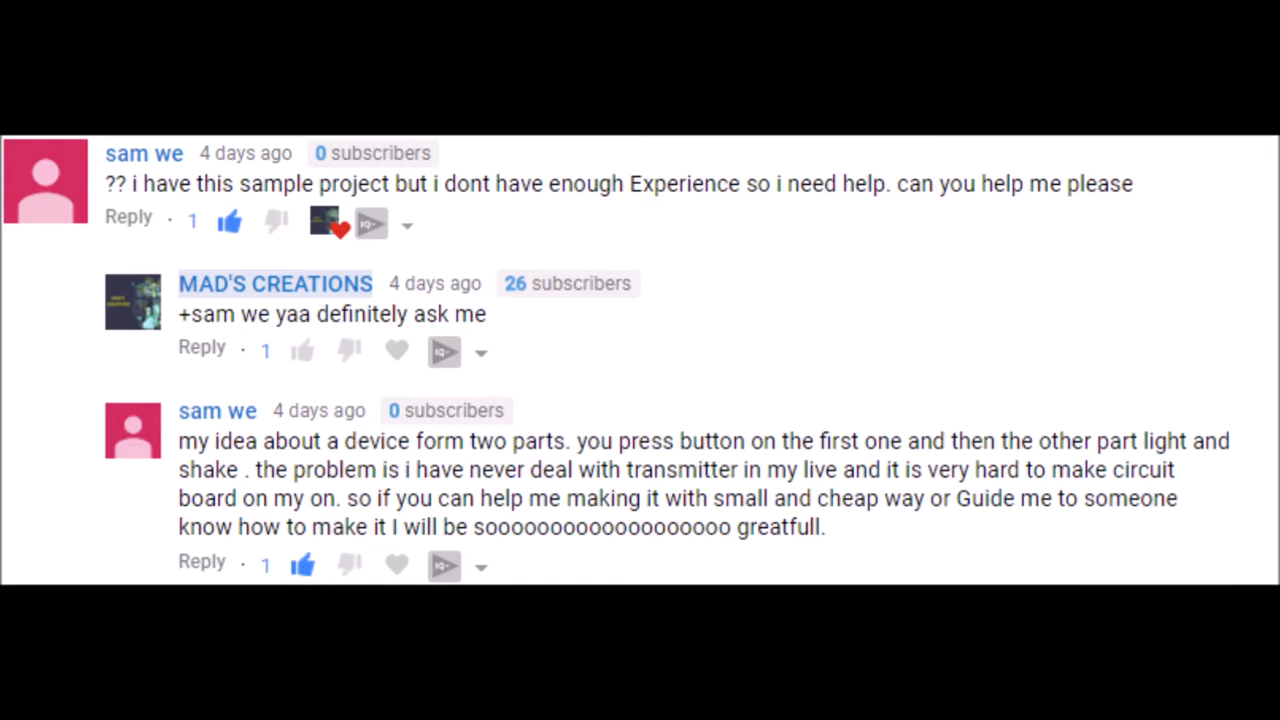 sam we 4 days ago 0 subscribers
?? i have this sample project but i dont have enough Experience so i need help. can you help me please
Reply · 1
MAD'S CREATIONS 4 days ago 26 subscribers
+sam we yaa definitely ask me
Reply · 1
sam we 4 days ago 0 subscribers
my idea about a device form two parts. you press button on the first one and then the other part light and
shake . the problem is i have never deal with transmitter in my live and it is very hard to make circuit
board on my on. so if you can help me making it with small and cheap way or Guide me to someone
know how to make it I will be sooooooooooooooooooo greatfull.
Reply · 1